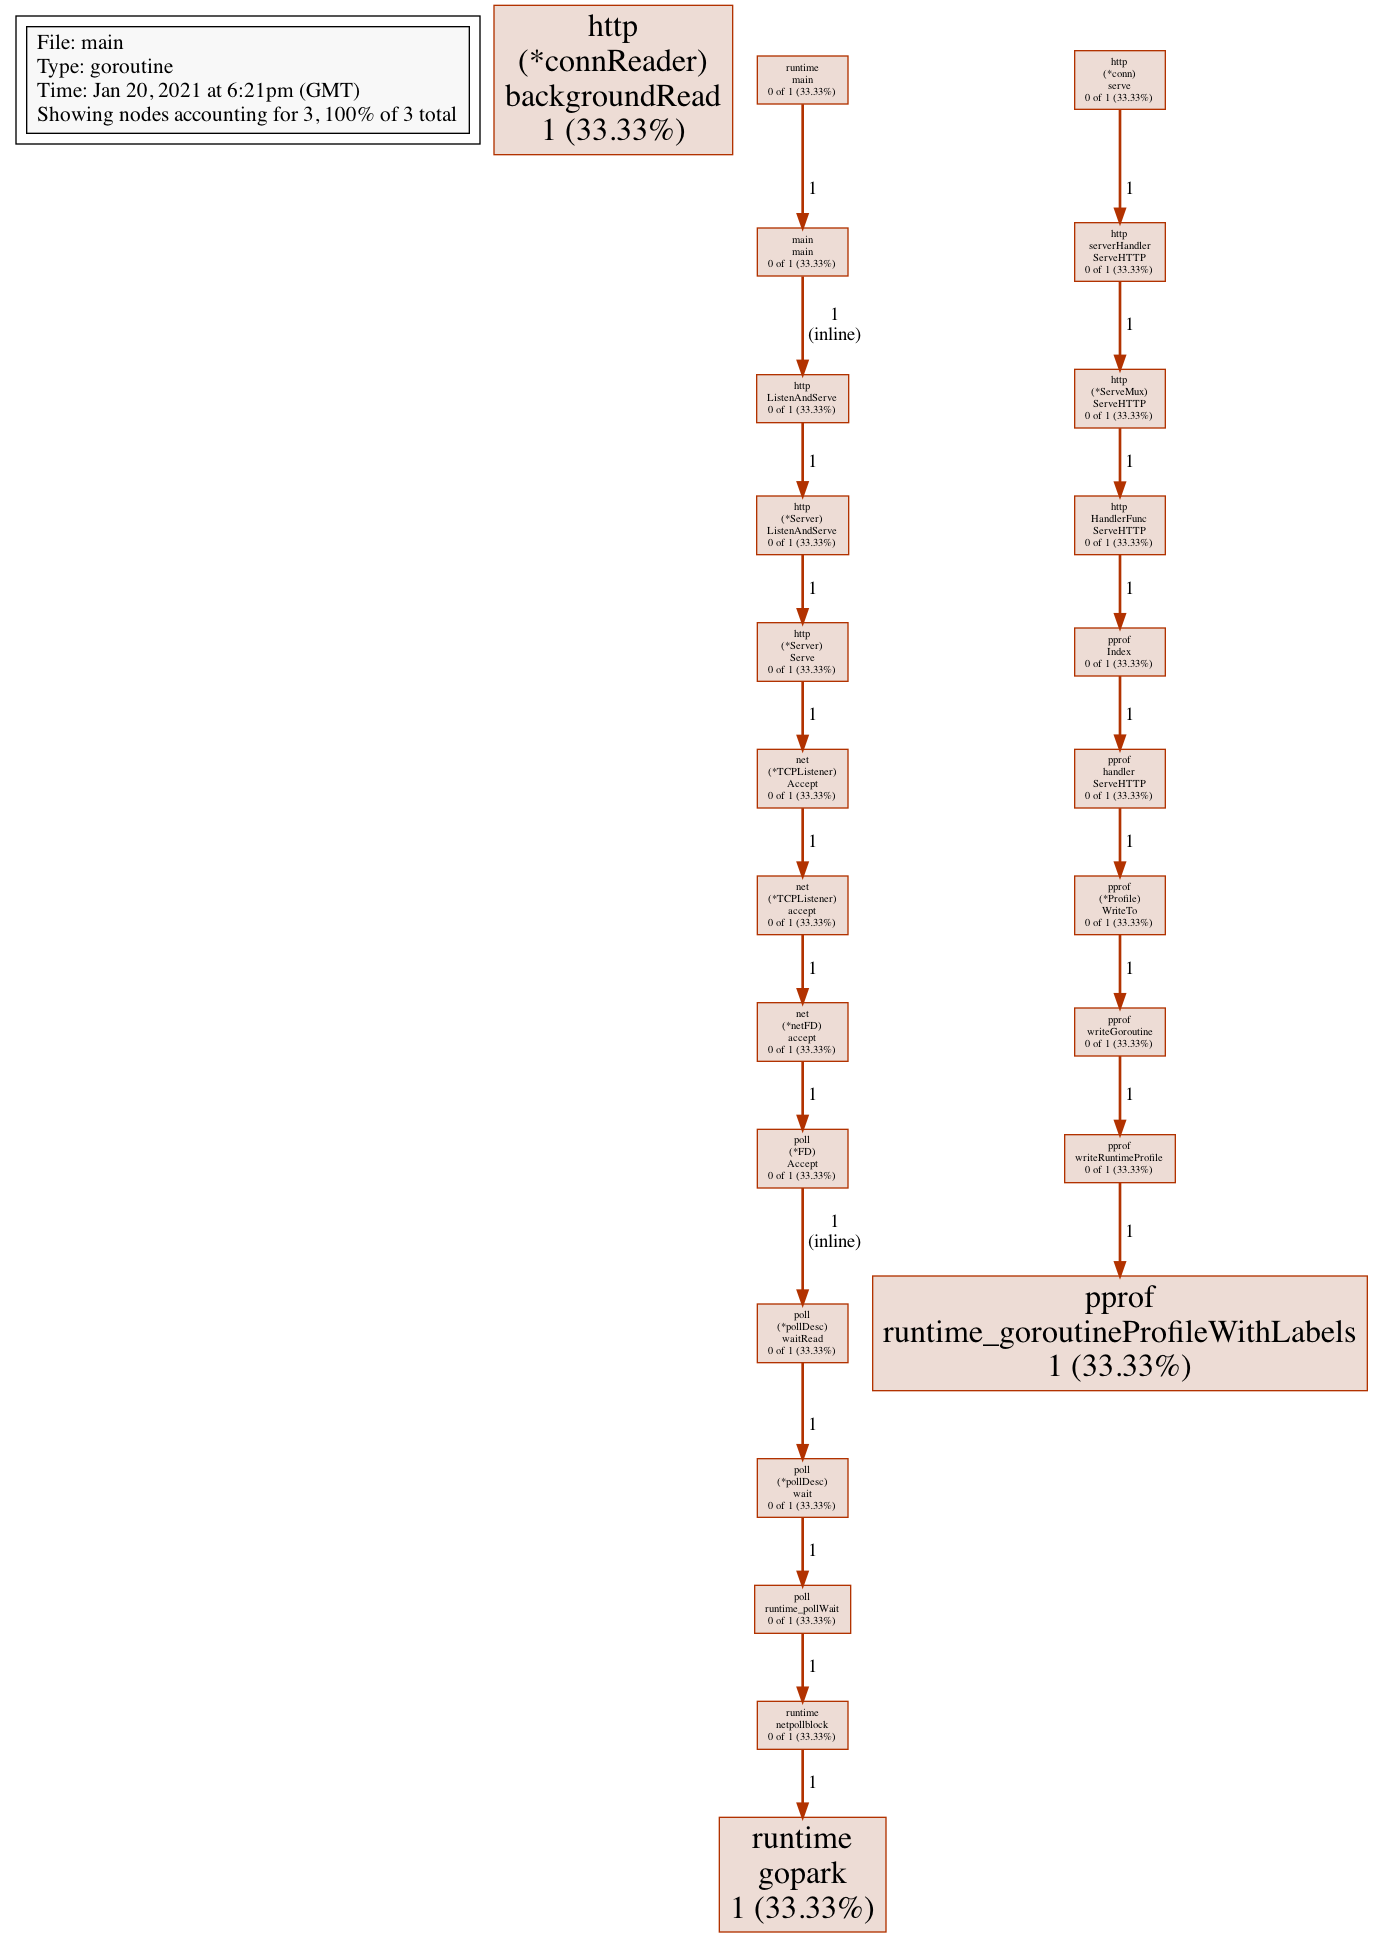 File: main
Type: goroutine
Time: Jan 20, 2021 at 6:21pm (GMT)
Showing nodes accounting for 3, 100% of 3 total
http
(*connReader)
backgroundRead
1 (33.33%)
runtime
main
0 of 1 (33.33%)
1
main
main
0 of 1 (33.33%)
1
(inline)
http
ListenAndServe
0 of 1 (33.33%)
1
http
(*Server)
ListenAndServe
0 of 1 (33.33%)
1
http
(*Server)
Serve
0 of 1 (33.33%)
1
net
(*TCPListener)
Accept
0 of 1 (33.33%)
1
net
(*TCPListener)
accept
0 of 1 (33.33%)
1
net
(*netFD)
accept
0 of 1 (33.33%)
1
poll
(*FD)
Accept
0 of 1 (33.33%)
1
(inline)
poll
(*pollDesc)
waitRead
0 of 1 (33.33%)
1
poll
(*pollDesc)
wait
0 of 1 (33.33%)
1
poll
runtime_pollWait
0 of 1 (33.33%)
1
runtime
netpollblock
0 of 1 (33.33%)
1
runtime
gopark
1 (33.33%)
http
(*conn)
serve
0 of 1 (33.33%)
1
http
serverHandler
ServeHTTP
0 of 1 (33.33%)
1
http
(*ServeMux)
ServeHTTP
0 of 1 (33.33%)
1
http
HandlerFunc
ServeHTTP
0 of 1 (33.33%)
1
pprof
Index
0 of 1 (33.33%)
1
pprof
handler
ServeHTTP
0 of 1 (33.33%)
1
pprof
(*Profile)
WriteTo
0 of 1 (33.33%)
1
pprof
writeGoroutine
0 of 1 (33.33%)
1
pprof
writeRuntimeProfile
0 of 1 (33.33%)
1
pprof
runtime_goroutineProfileWithLabels
1 (33.33%)